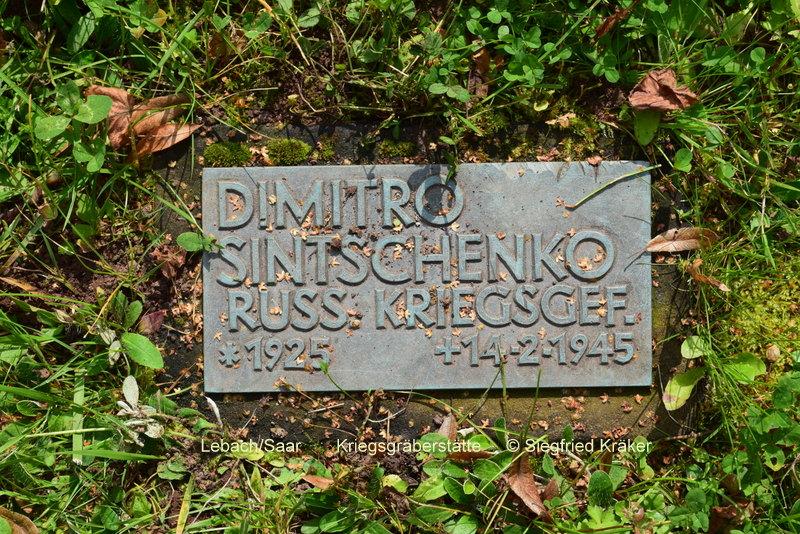 DIMITRO
SINTSCHENKO
RUSS. KRIEGSGEF.
*1925 +14.2.1945
Lebach/Saar Kriegsgräberstätte © Siegfried Kräker